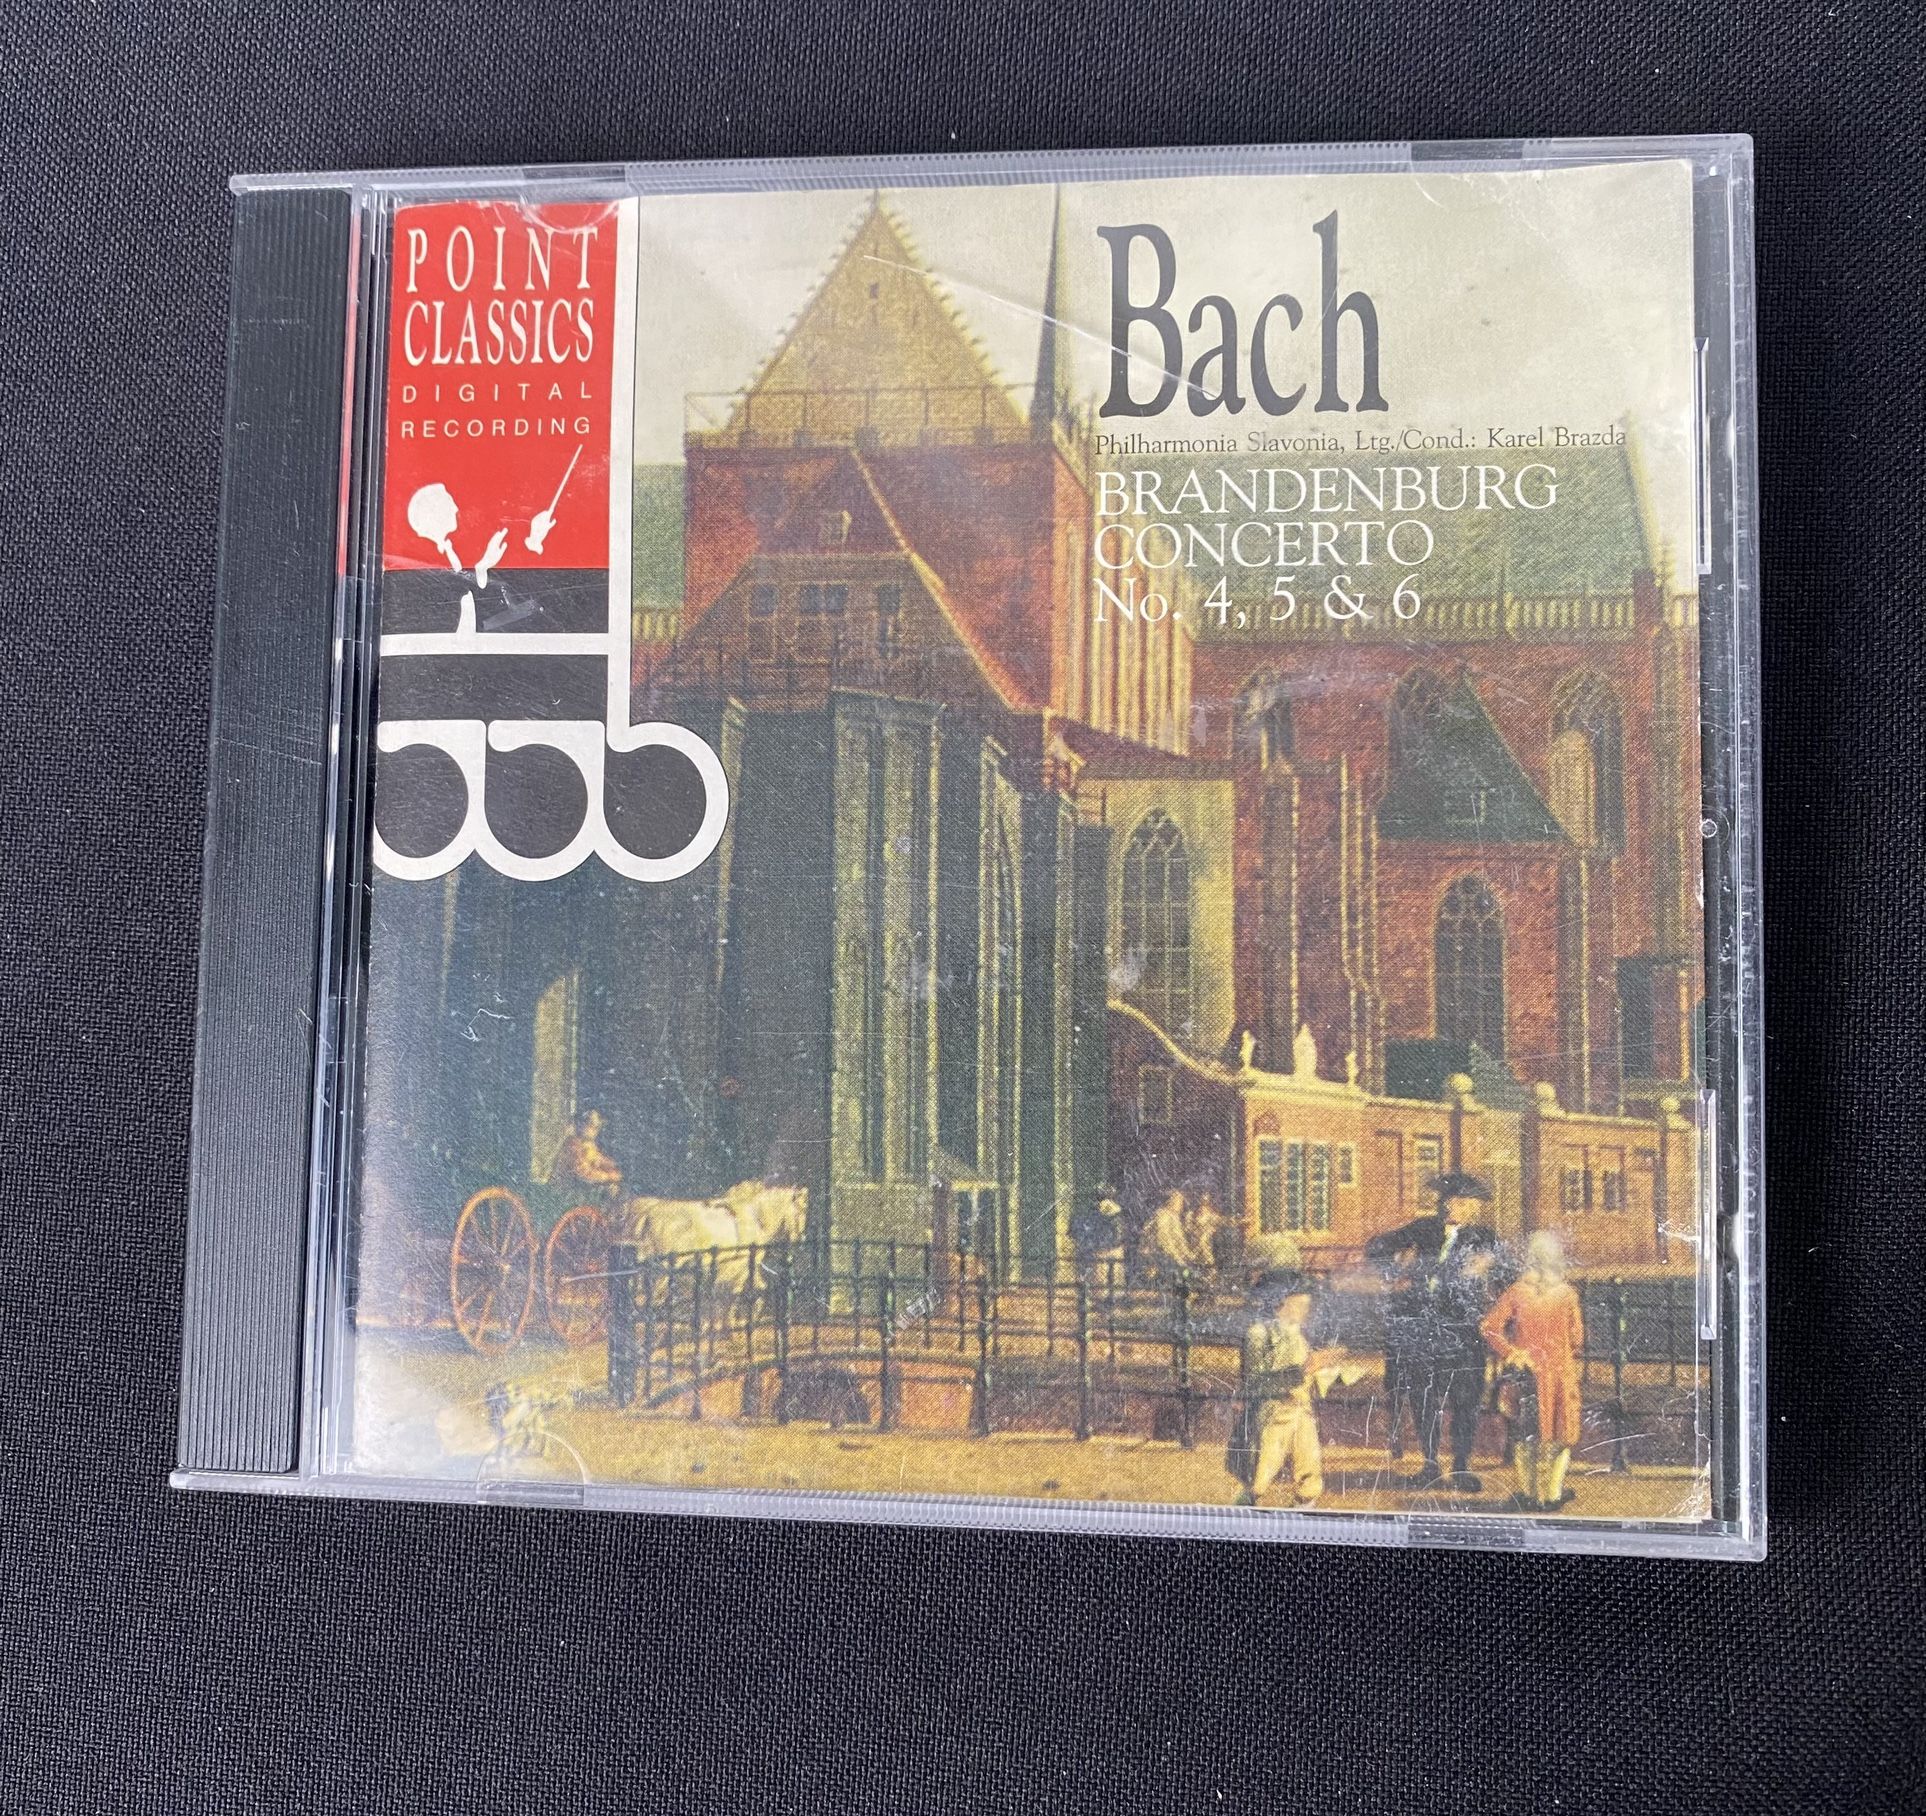 POINT
CLASSICS
DIGITAL
RECORDING
Bach
Philharmonia Slavonia, Ltg./Cond.: Karel Brazda
BRANDENBURG
CONCERTO
No. 4, 5 & 6